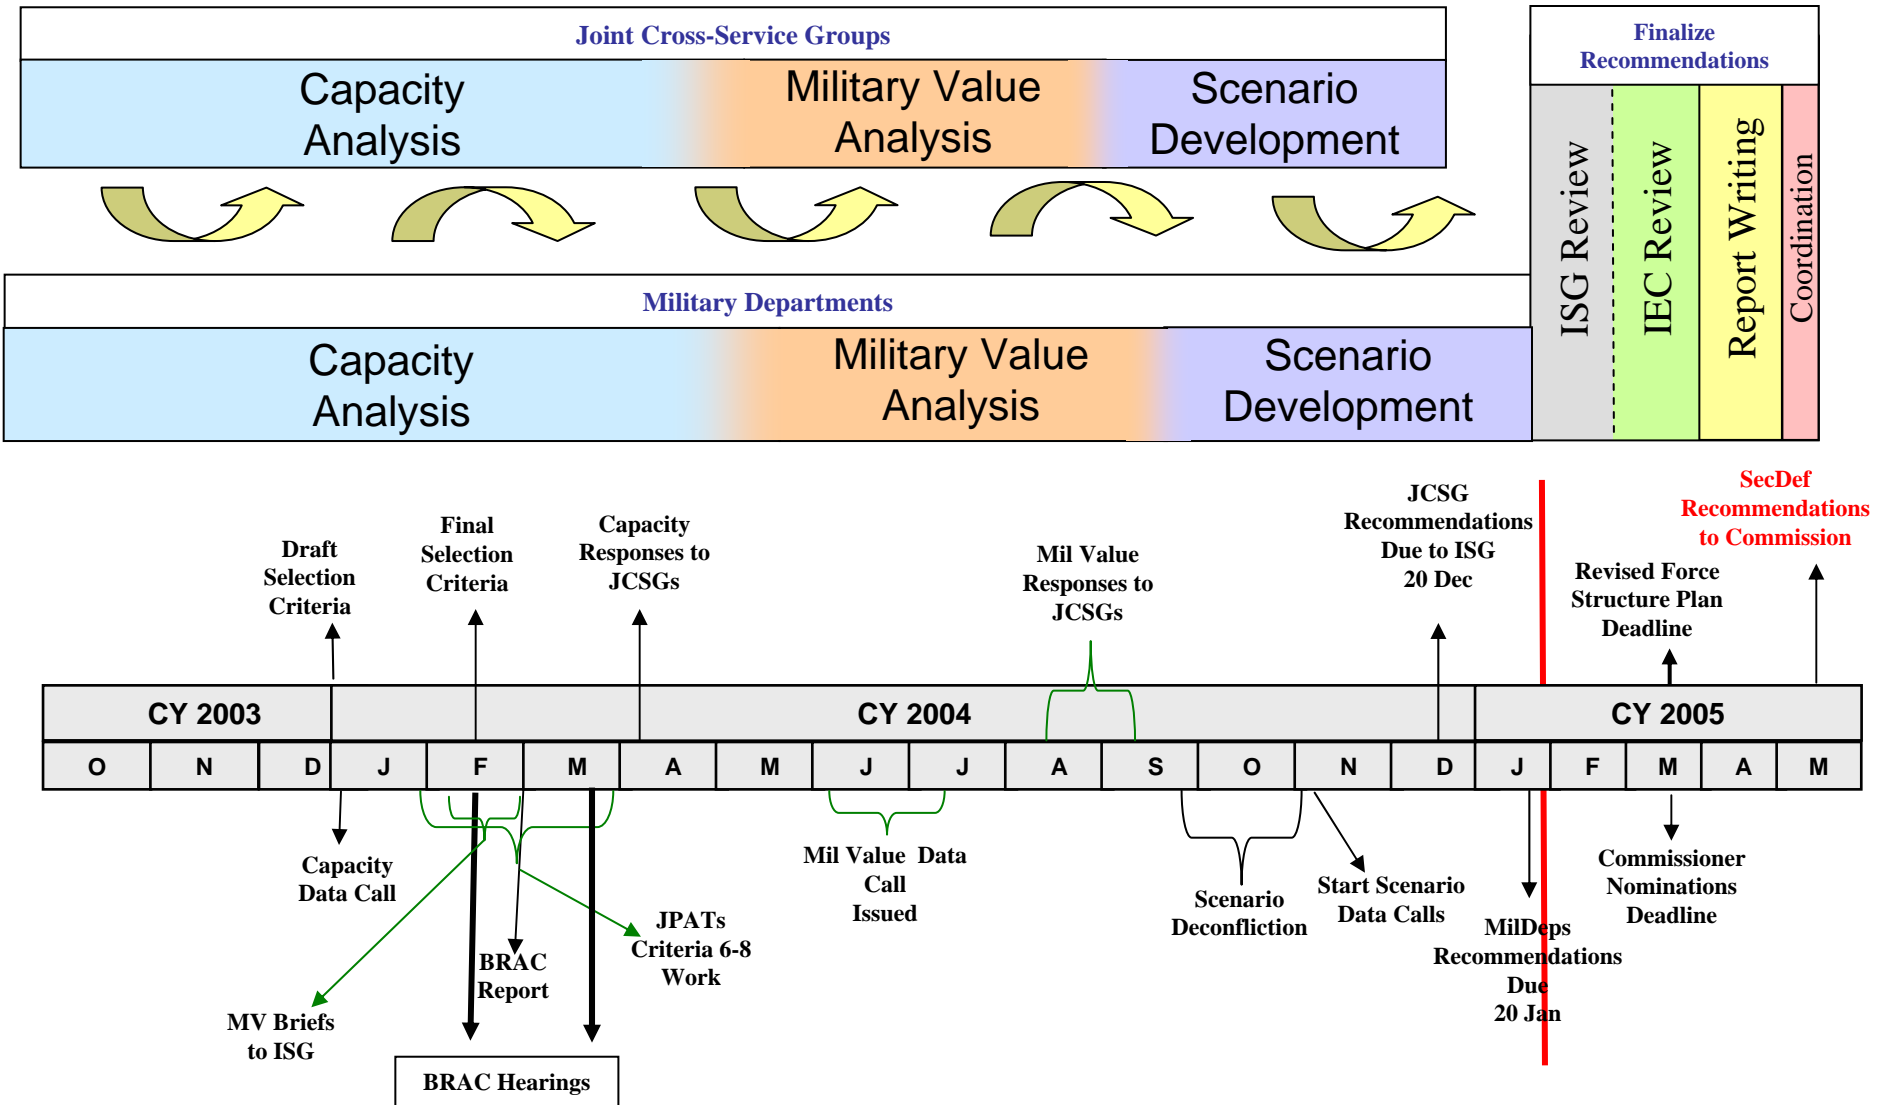 Joint Cross-Service Groups
Capacity
Analysis
Military Value
Analysis
Scenario
Development
Finalize
Recommendations
ISG Review
IEC Review
Report Writing
Coordination
Military Departments
Capacity
Analysis
Military Value
Analysis
Scenario
Development
Draft
Selection
Criteria
Final
Selection
Criteria
Capacity
Responses to
JCSGs
Mil Value
Responses to
JCSGs
JCSG
Recommendations
Due to ISG
20 Dec
Revised Force
Structure Plan
Deadline
SecDef
Recommendations
to Commission
CY 2003
CY 2004
CY 2005
O N D J F M A M J J A S O N D J F M A M
Capacity
Data Call
MV Briefs
to ISG
BRAC
Report
BRAC Hearings
JPATs
Criteria 6-8
Work
Mil Value Data
Call
Issued
Scenario
Deconfliction
Start Scenario
Data Calls
MilDeps
Recommendations
Due
20 Jan
Commissioner
Nominations
Deadline